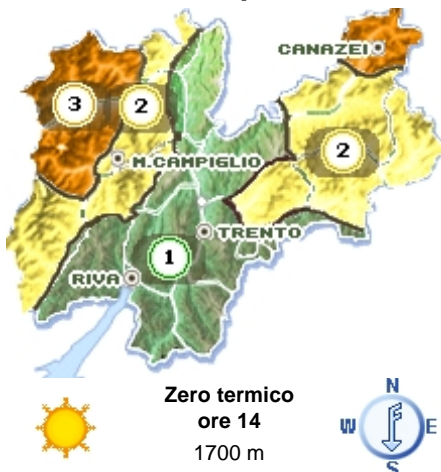 CANAZEI
3
2
M.CAMPIGLIO
2
TRENTO
1
RIVA
Zero termico
ore 14
1700 m
N
W E
S